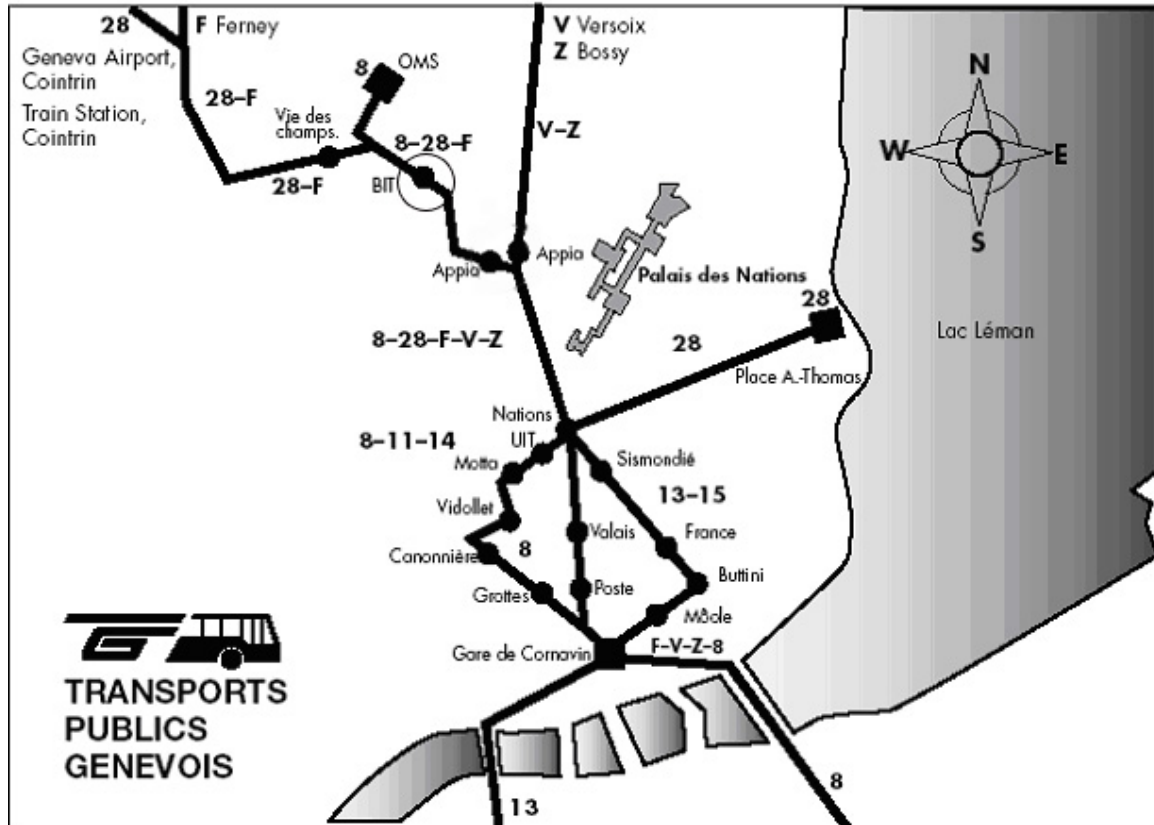 28
F Ferney
Geneva Airport,
Cointrin
Train Station,
Cointrin
28–F
8
OMS
V Versoix
Z Bossy
Vie des
champs.
8–28–F
V–Z
28–F
BIT
N
W
E
S
Appia
Appia
Palais des Nations
28
8–28–F–V–Z
28
Place A.-Thomas
Lac Léman
Nations
UIT
8–11–14
Motta
Sismondié
13–15
Vidollet
Valais
France
8
Canonnière
Buttini
Grottes
Poste
Môole
Gare de Cornavin
F–V–Z–8
TRANSPORTS
PUBLICS
GENEVOIS
13
8